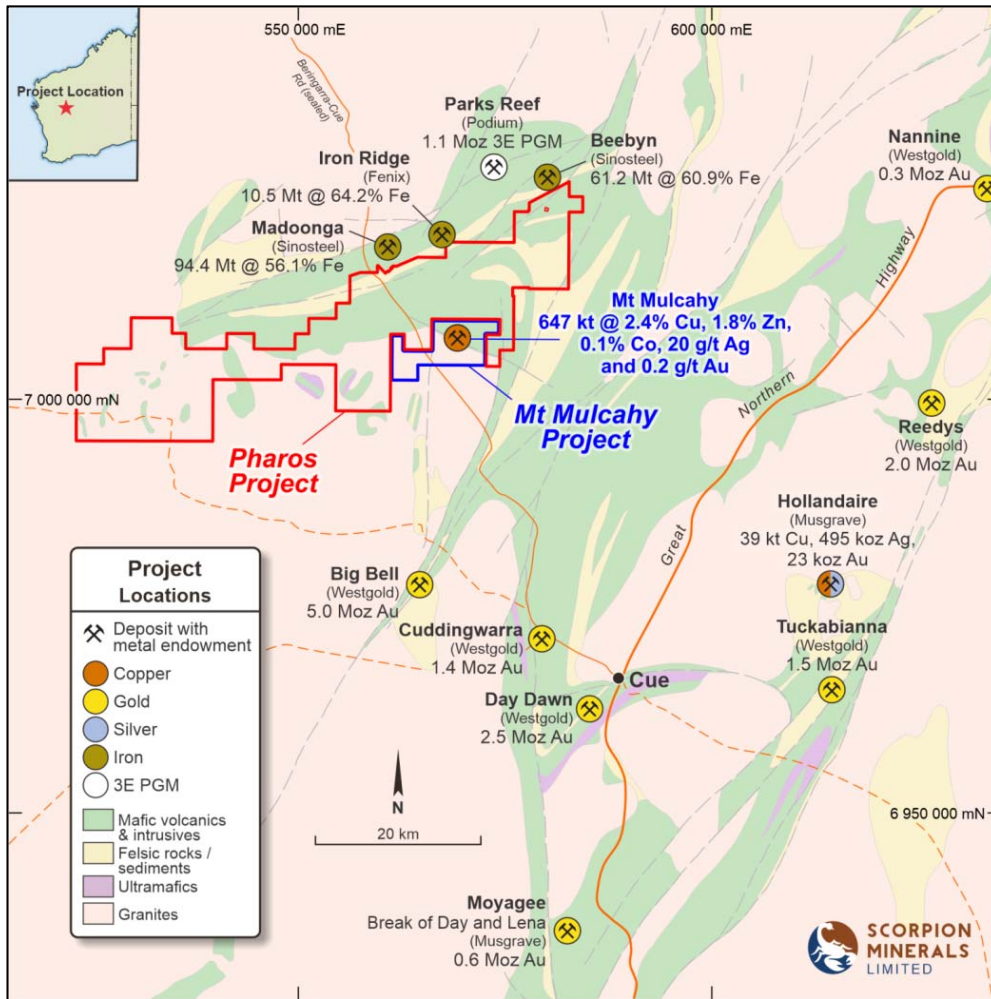 550 000 mE
600 000 mE
Project Location
Beringarra-Cue
Rd (sealed)
Parks Reef
(Podium)
1.1 Moz 3E PGM
Beebyn
(Sinosteel)
61.2 Mt @ 60.9% Fe
Nannine
(Westgold)
0.3 Moz Au
Iron Ridge
(Fenix)
10.5 Mt @ 64.2% Fe
Madoonga
(Sinosteel)
94.4 Mt @ 56.1% Fe
Mt Mulcahy
647 kt @ 2.4% Cu, 1.8% Zn,
0.1% Co, 20 g/t Ag
and 0.2 g/t Au
Great Northern Highway
7 000 000 mN
Mt Mulcahy
Project
Pharos
Project
Reedys
(Westgold)
2.0 Moz Au
Hollandaire
(Musgrave)
39 kt Cu, 495 koz Ag,
23 koz Au
Big Bell
(Westgold)
5.0 Moz Au
Cuddingwarra
(Westgold)
1.4 Moz Au
Tuckabianna
(Westgold)
1.5 Moz Au
Cue
Day Dawn
(Westgold)
2.5 Moz Au
Project
Locations
Deposit with
metal endowment
Copper
Gold
Silver
Iron
3E PGM
Mafic volcanics
& intrusives
Felsic rocks /
sediments
Ultramafics
Granites
N
20 km
6 950 000 mN
Moyagee
Break of Day and Lena
(Musgrave)
0.6 Moz Au
SCORPION
MINERALS
LIMITED